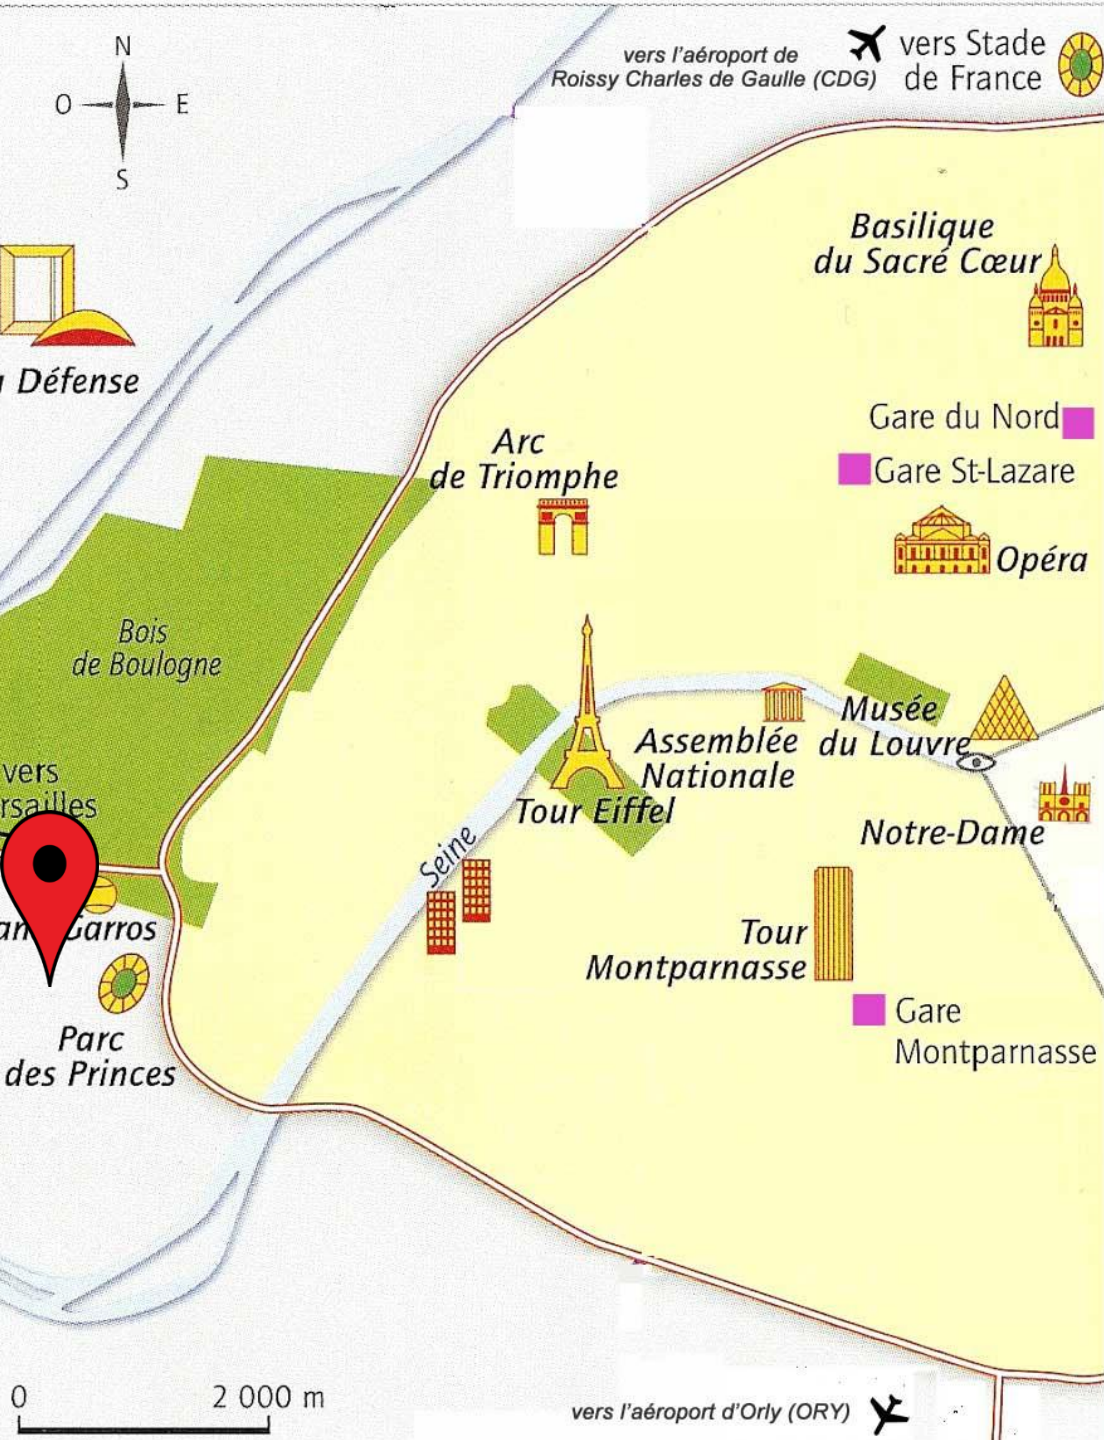 N
O E
S
vers l'aéroport de
Roissy Charles de Gaulle (CDG)
vers Stade
de France
Basilique
du Sacré Cœur
Défense
Gare du Nord
Gare St-Lazare
Arc
de Triomphe
Opéra
Bois
de Boulogne
Musée
du Louvre
Assemblée
Nationale
Tour Eiffel
vers
rsailles
Notre-Dame
Seine
Garros
Tour
Montparnasse
Gare
Montparnasse
Parc
des Princes
0 2 000 m
vers l'aéroport d'Orly (ORY)